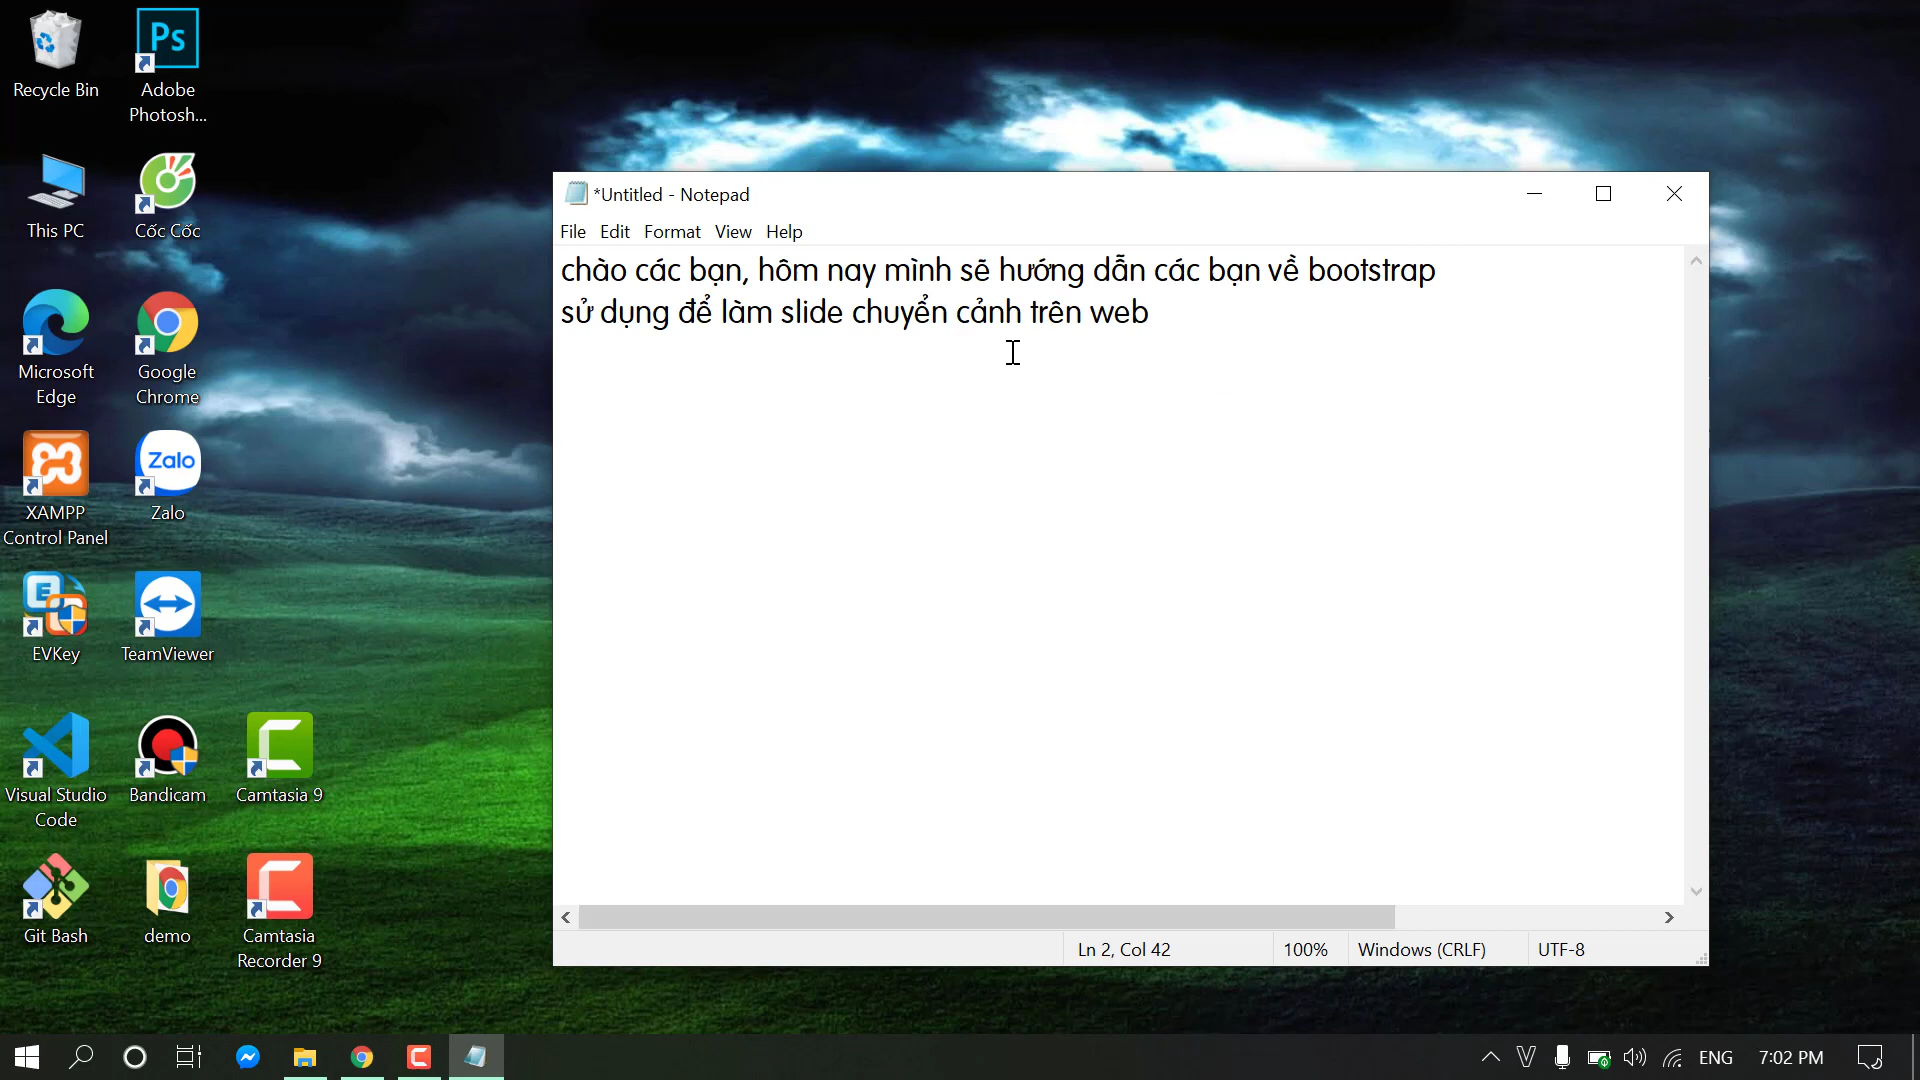 Recycle Bin
Ps
Adobe
Photosh...
This PC
Cốc Cốc
Microsoft
Edge
Google
Chrome
XAMPP
Control Panel
Zalo
Zalo
E
EVKey
TeamViewer
Visual Studio
Code
Bandicam
Camtasia 9
Git Bash
demo
Camtasia
Recorder 9
*Untitled - Notepad
File Edit Format View Help
chào các bạn, hôm nay mình sẽ hướng dẫn các bạn về bootstrap
sử dụng để làm slide chuyển cảnh trên web
Ln 2, Col 42 100% Windows (CRLF) UTF-8
V ENG 7:02 PM